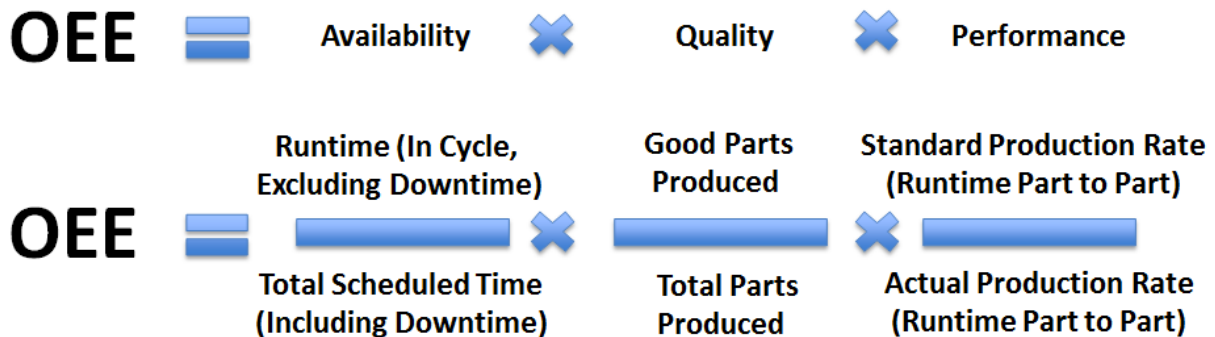 OEE = Availability × Quality × Performance
Runtime (In Cycle, Excluding Downtime)
Good Parts Produced
Standard Production Rate (Runtime Part to Part)
OEE = × ×
Total Scheduled Time (Including Downtime)
Total Parts Produced
Actual Production Rate (Runtime Part to Part)